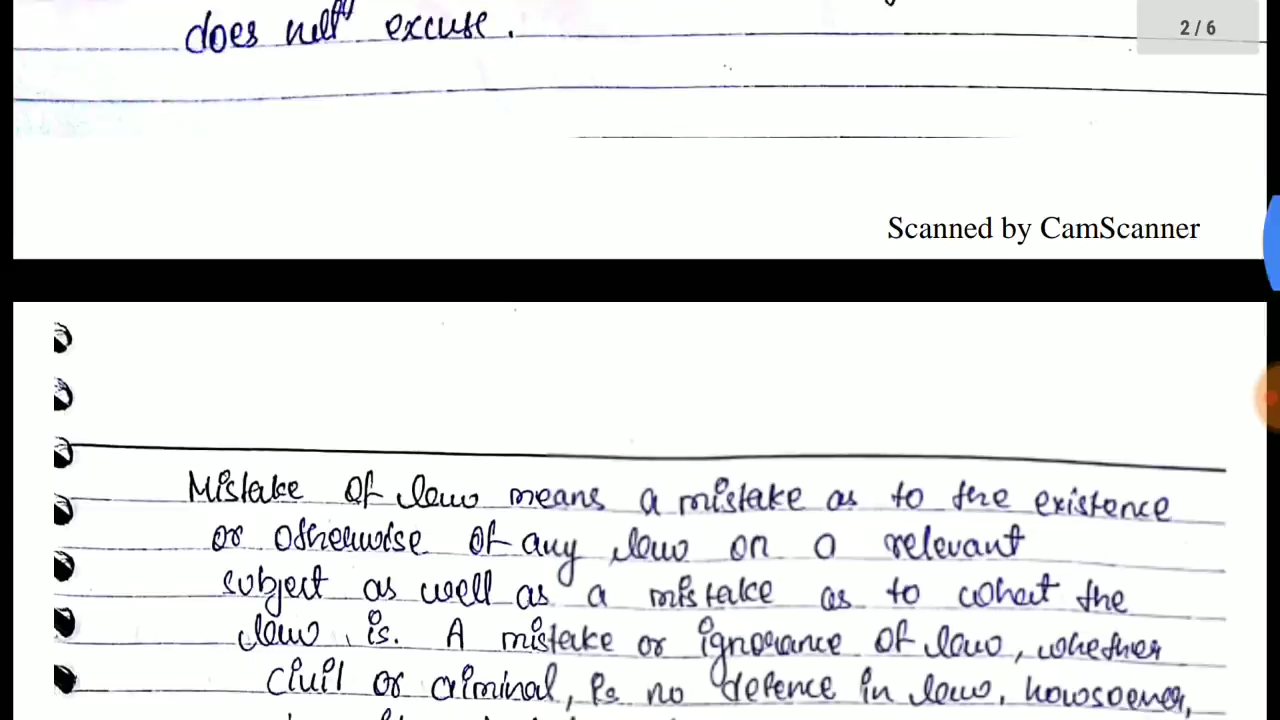 does not excuse.
2 / 6
Scanned by CamScanner
Mistake of law means a mistake as to the existence
or otherwise of any law on a relevant
subject as well as a mistake as to what the
law is. A mistake or ignorance of law, whether
civil or criminal, is no defence in law, howsoever,